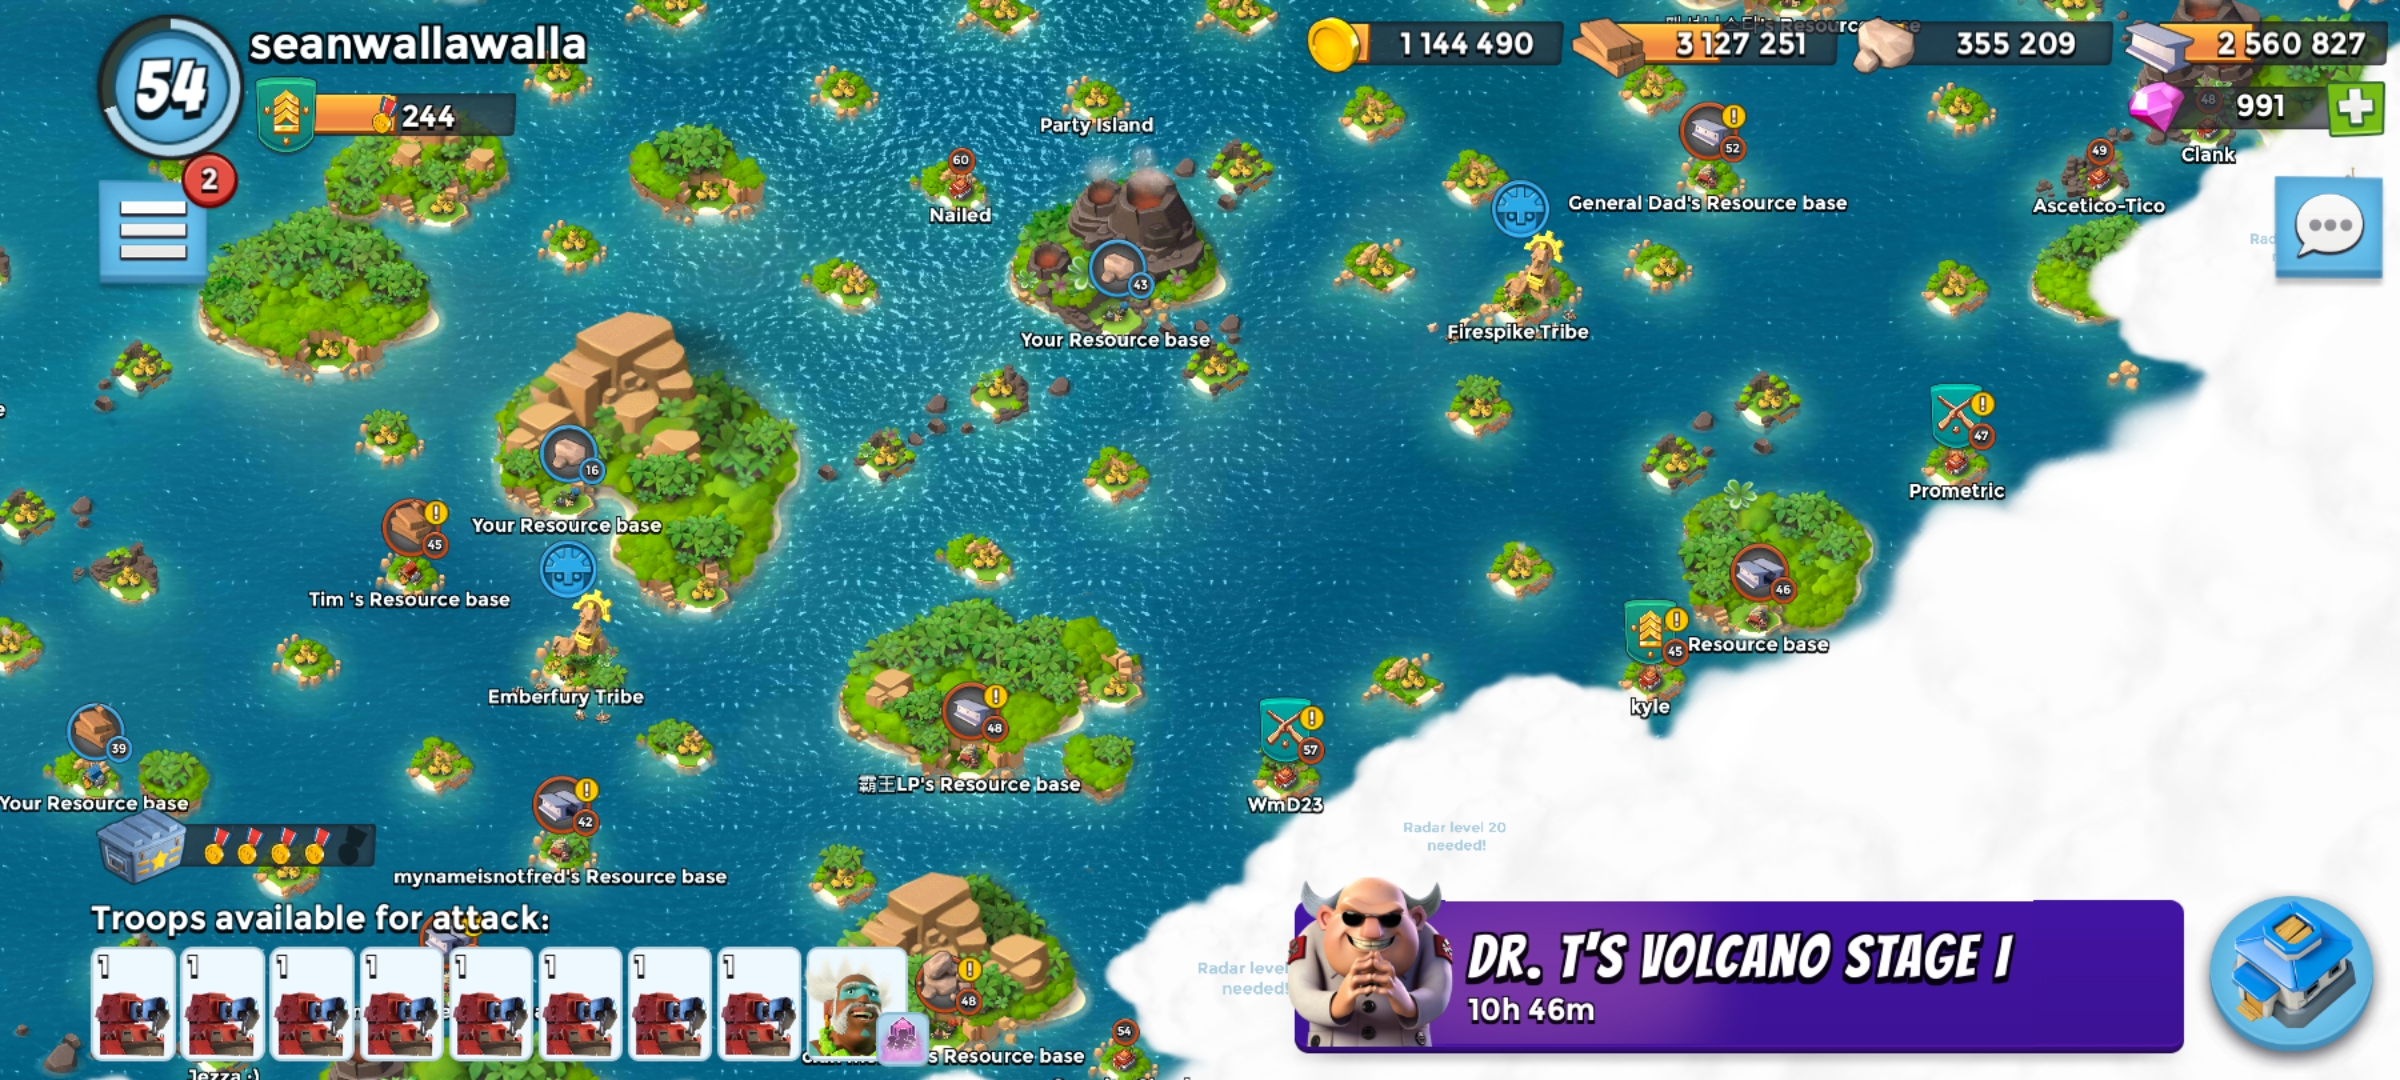 54
seanwallawalla
244
1 144 490
3 127 251
355 209
2 560 827
991
2
Party Island
60
Nailed
52
General Dad's Resource base
48
Clank
49
Ascetico-Tico
43
Your Resource base
Firespike Tribe
47
Prometric
16
Your Resource base
45
Tim 's Resource base
46
Resource base
45
kyle
Emberfury Tribe
48
霸王LP's Resource base
57
WmD23
39
Your Resource base
42
mynameisnotfred's Resource base
Radar level 20
needed!
Troops available for attack:
1
1
1
1
1
1
1
1
48
's Resource base
54
Radar level
needed!
DR. T'S VOLCANO STAGE I
10h 46m
Jezza :)